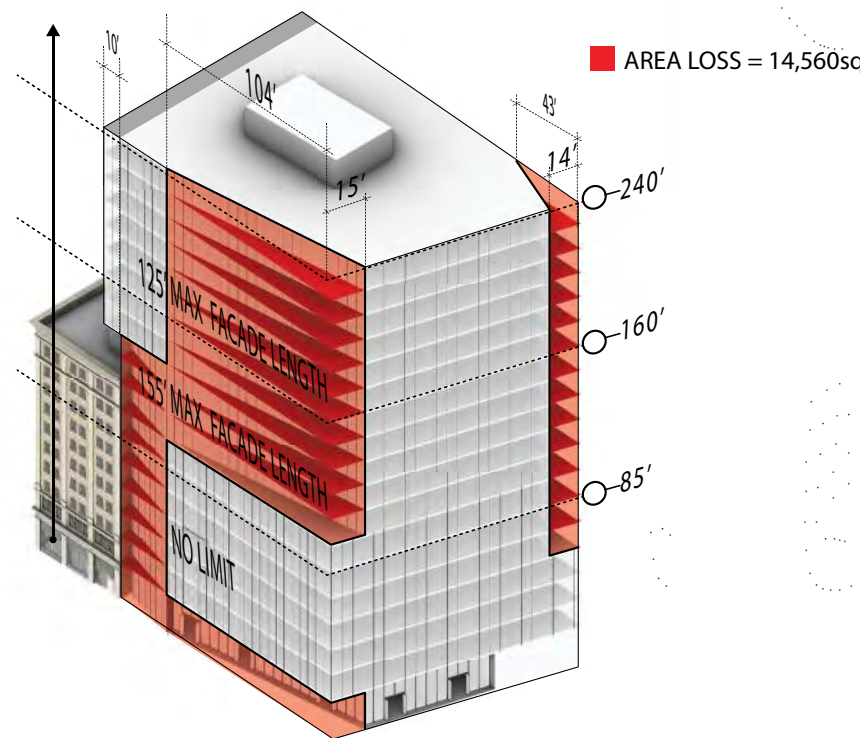 10'
104'
AREA LOSS = 14,560sq
43'
14'
15'
240'
125' MAX FACADE LENGTH
160'
155' MAX FACADE LENGTH
85'
NO LIMIT